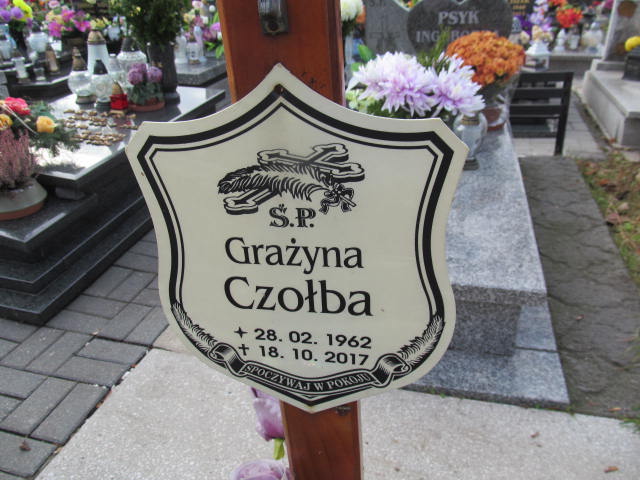 Ś.P.
Grażyna
Czołba
28. 02. 1962
† 18. 10. 2017
SPOCZYWAJ W POKOJU
PSYK